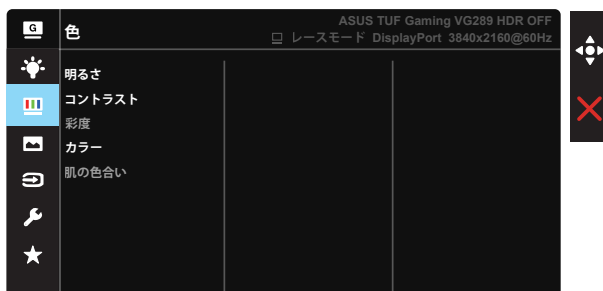 G
色
ASUS TUF Gaming VG289 HDR OFF
レースモード DisplayPort 3840x2160@60Hz
明るさ
コントラスト
彩度
カラー
肌の色合い